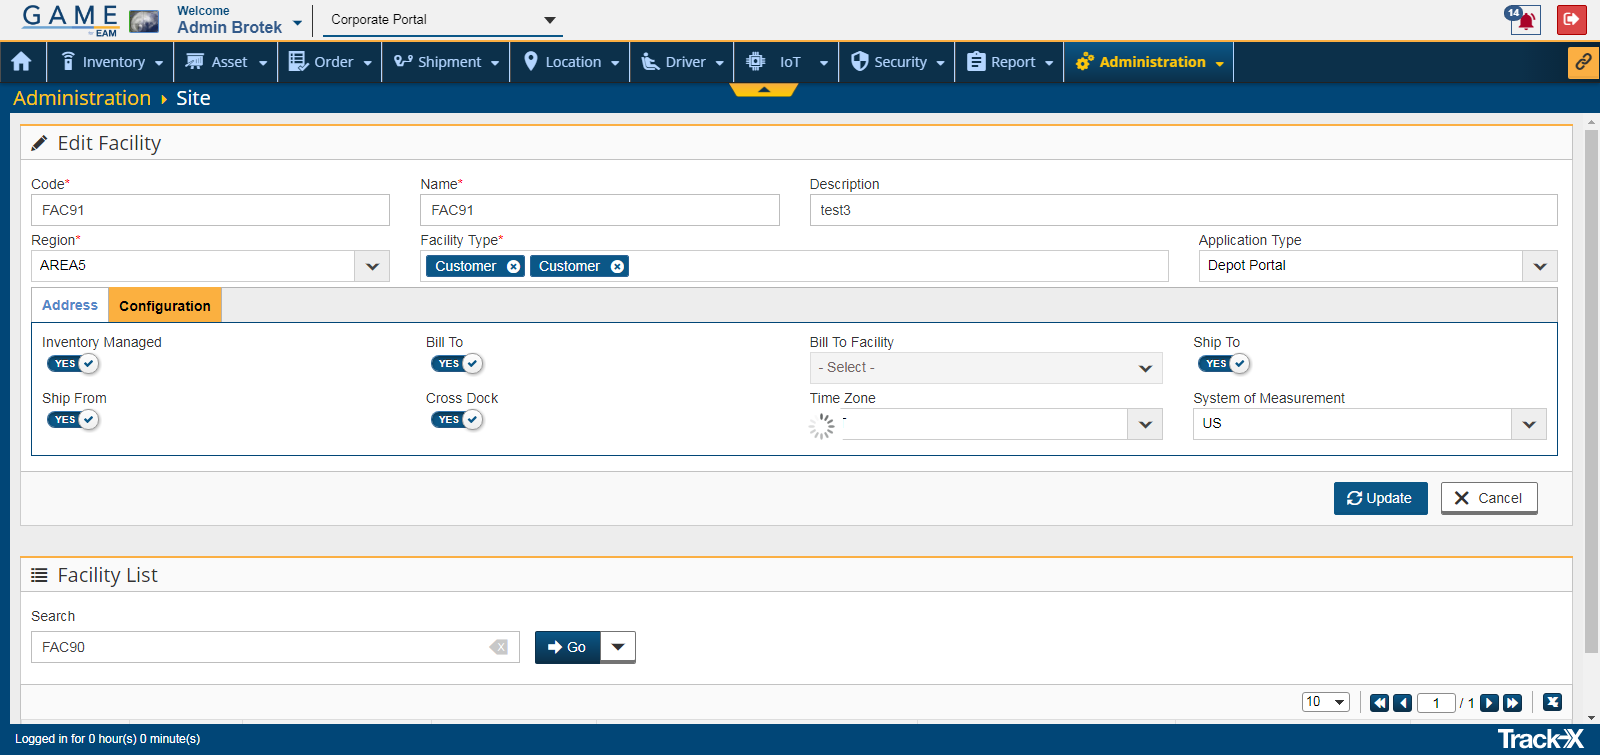 GAME
by EAM
Welcome
Admin Brotek
Corporate Portal
14
Inventory
Asset
Order
Shipment
Location
Driver
IoT
Security
Report
Administration
Administration Site
Edit Facility
Code* Name* Description
FAC91 FAC91 test3
Region* Facility Type* Application Type
AREA5 Customer Customer Depot Portal
Address Configuration
Inventory Managed Bill To Bill To Facility Ship To
YES YES - Select - YES
Ship From Cross Dock Time Zone System of Measurement
YES YES US
Update Cancel
Facility List
Search
FAC90 Go
10 1 / 1
Logged in for 0 hour(s) 0 minute(s)
Track-X